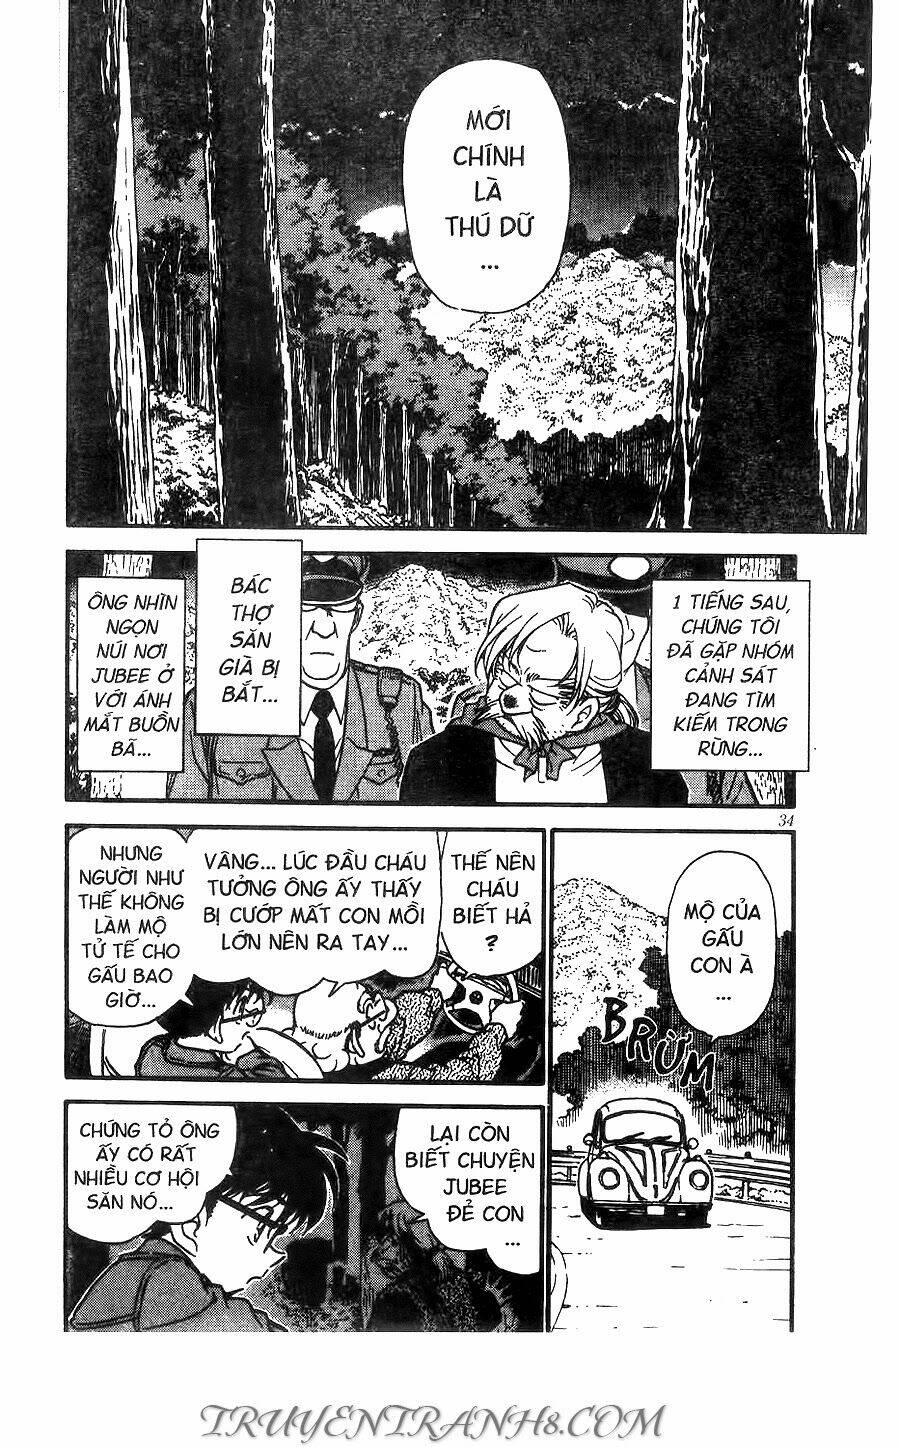 MỚI
CHÍNH
LÀ
THÚ DỮ
...
1 TIẾNG SAU,
CHÚNG TÔI
ĐÃ GẶP NHÓM
CẢNH SÁT
ĐANG TÌM
KIẾM TRONG
RỪNG...
BÁC
THỢ
SĂN
GIÀ BỊ
BẮT...
ÔNG NHÌN
NGỌN
NÚI NƠI
JUBEE Ở
VỚI ÁNH
MẮT BUỒN
BÃ...
34
MỘ CỦA
GẤU
CON À
...
BRỪM
THẾ NÊN
CHÁU
BIẾT HẢ
?
VÂNG... LÚC ĐẦU CHÁU
TƯỞNG ÔNG ẤY THẤY
BỊ CƯỚP MẤT CON MỒI
LỚN NÊN RA TAY...
NHƯNG
NGƯỜI NHƯ
THẾ KHÔNG
LÀM MỘ
TỬ TẾ CHO
GẤU BAO
GIỜ...
LẠI CÒN
BIẾT CHUYỆN
JUBEE
ĐẺ CON
...
CHỨNG TỎ ÔNG
ẤY CÓ RẤT
NHIỀU CƠ HỘI
SĂN NÓ...
TRUYENTRANH8.COM